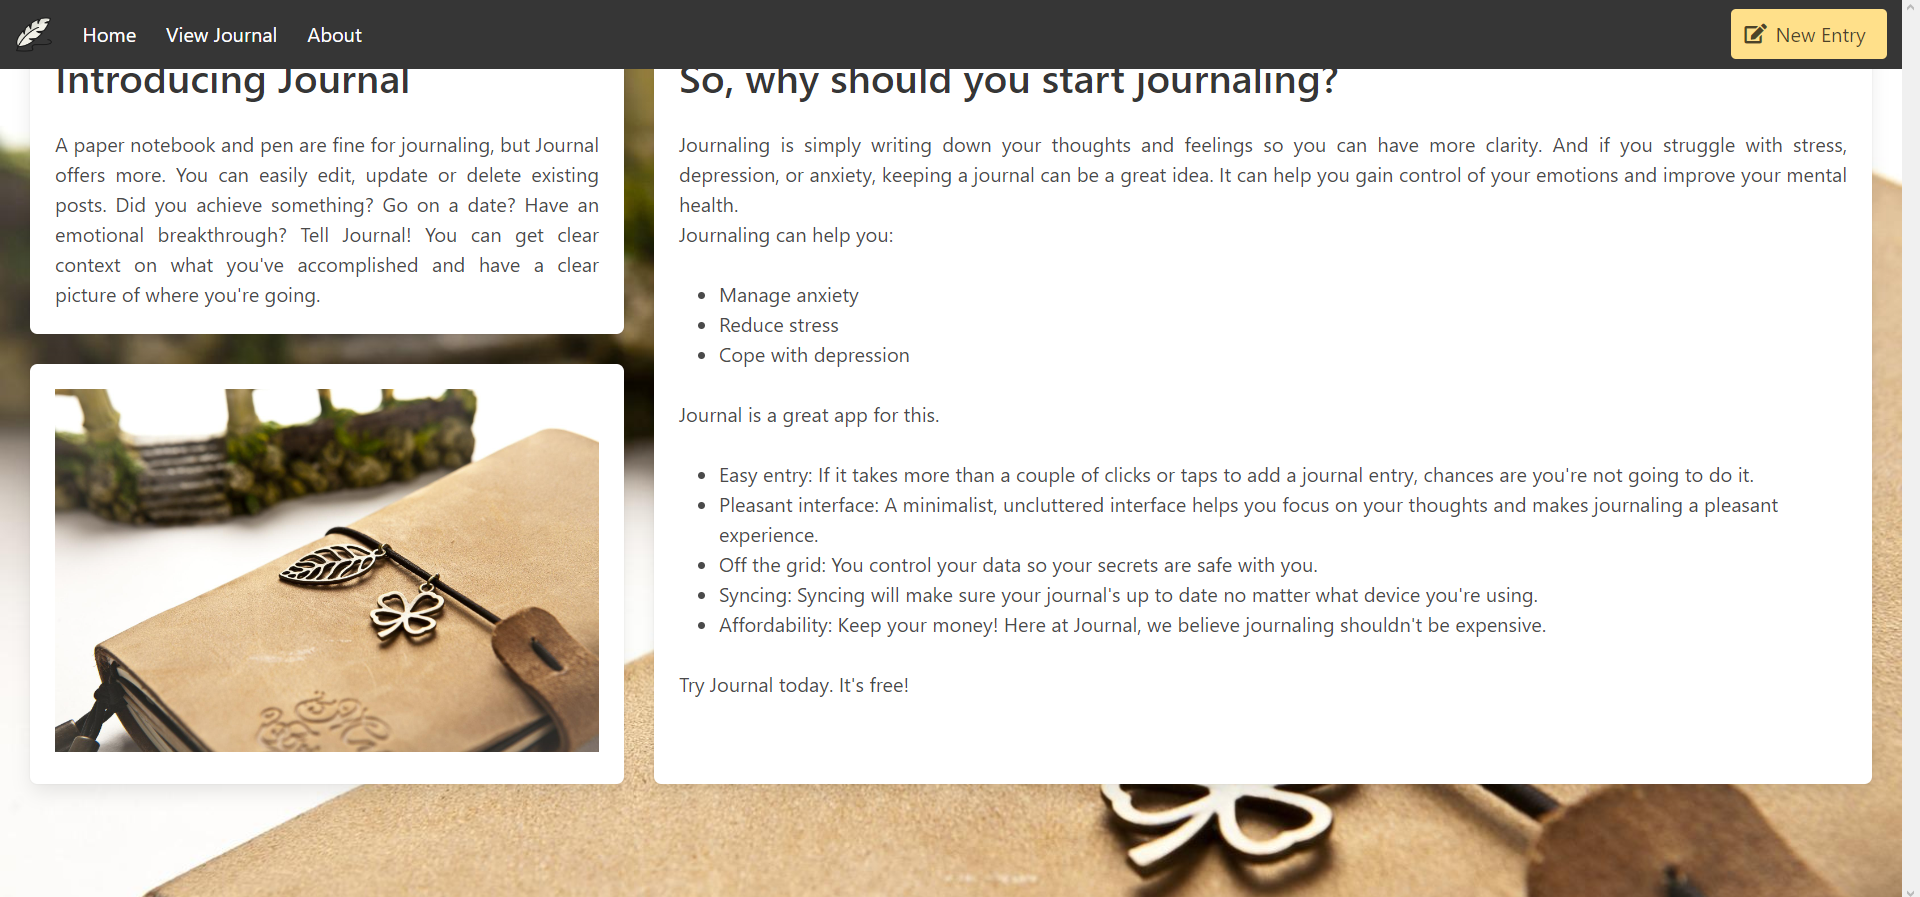 Home View Journal About New Entry
Introducing Journal
A paper notebook and pen are fine for journaling, but Journal
offers more. You can easily edit, update or delete existing
posts. Did you achieve something? Go on a date? Have an
emotional breakthrough? Tell Journal! You can get clear
context on what you've accomplished and have a clear
picture of where you're going.
So, why should you start journaling?
Journaling is simply writing down your thoughts and feelings so you can have more clarity. And if you struggle with stress,
depression, or anxiety, keeping a journal can be a great idea. It can help you gain control of your emotions and improve your mental
health.
Journaling can help you:
• Manage anxiety
• Reduce stress
• Cope with depression
Journal is a great app for this.
• Easy entry: If it takes more than a couple of clicks or taps to add a journal entry, chances are you're not going to do it.
• Pleasant interface: A minimalist, uncluttered interface helps you focus on your thoughts and makes journaling a pleasant
experience.
• Off the grid: You control your data so your secrets are safe with you.
• Syncing: Syncing will make sure your journal's up to date no matter what device you're using.
• Affordability: Keep your money! Here at Journal, we believe journaling shouldn't be expensive.
Try Journal today. It's free!